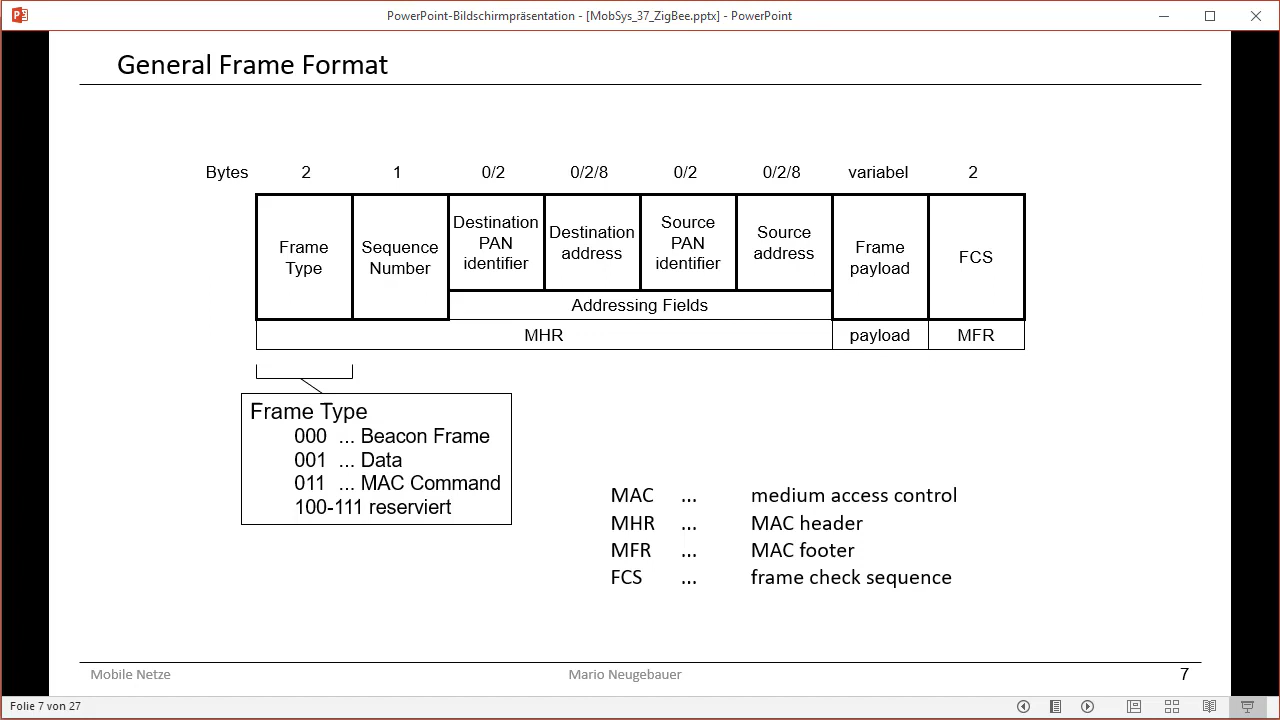 PowerPoint-Bildschirmpräsentation - [MobSys_37_ZigBee.pptx] - PowerPoint
General Frame Format
Bytes 2 1 0/2 0/2/8 0/2 0/2/8 variabel 2
Frame Type
Sequence Number
Destination PAN identifier
Destination address
Source PAN identifier
Source address
Frame payload
FCS
Addressing Fields
MHR payload MFR
Frame Type
000 ... Beacon Frame
001 ... Data
011 ... MAC Command
100-111 reserviert
MAC ... medium access control
MHR ... MAC header
MFR ... MAC footer
FCS ... frame check sequence
Mobile Netze Mario Neugebauer 7
Folie 7 von 27